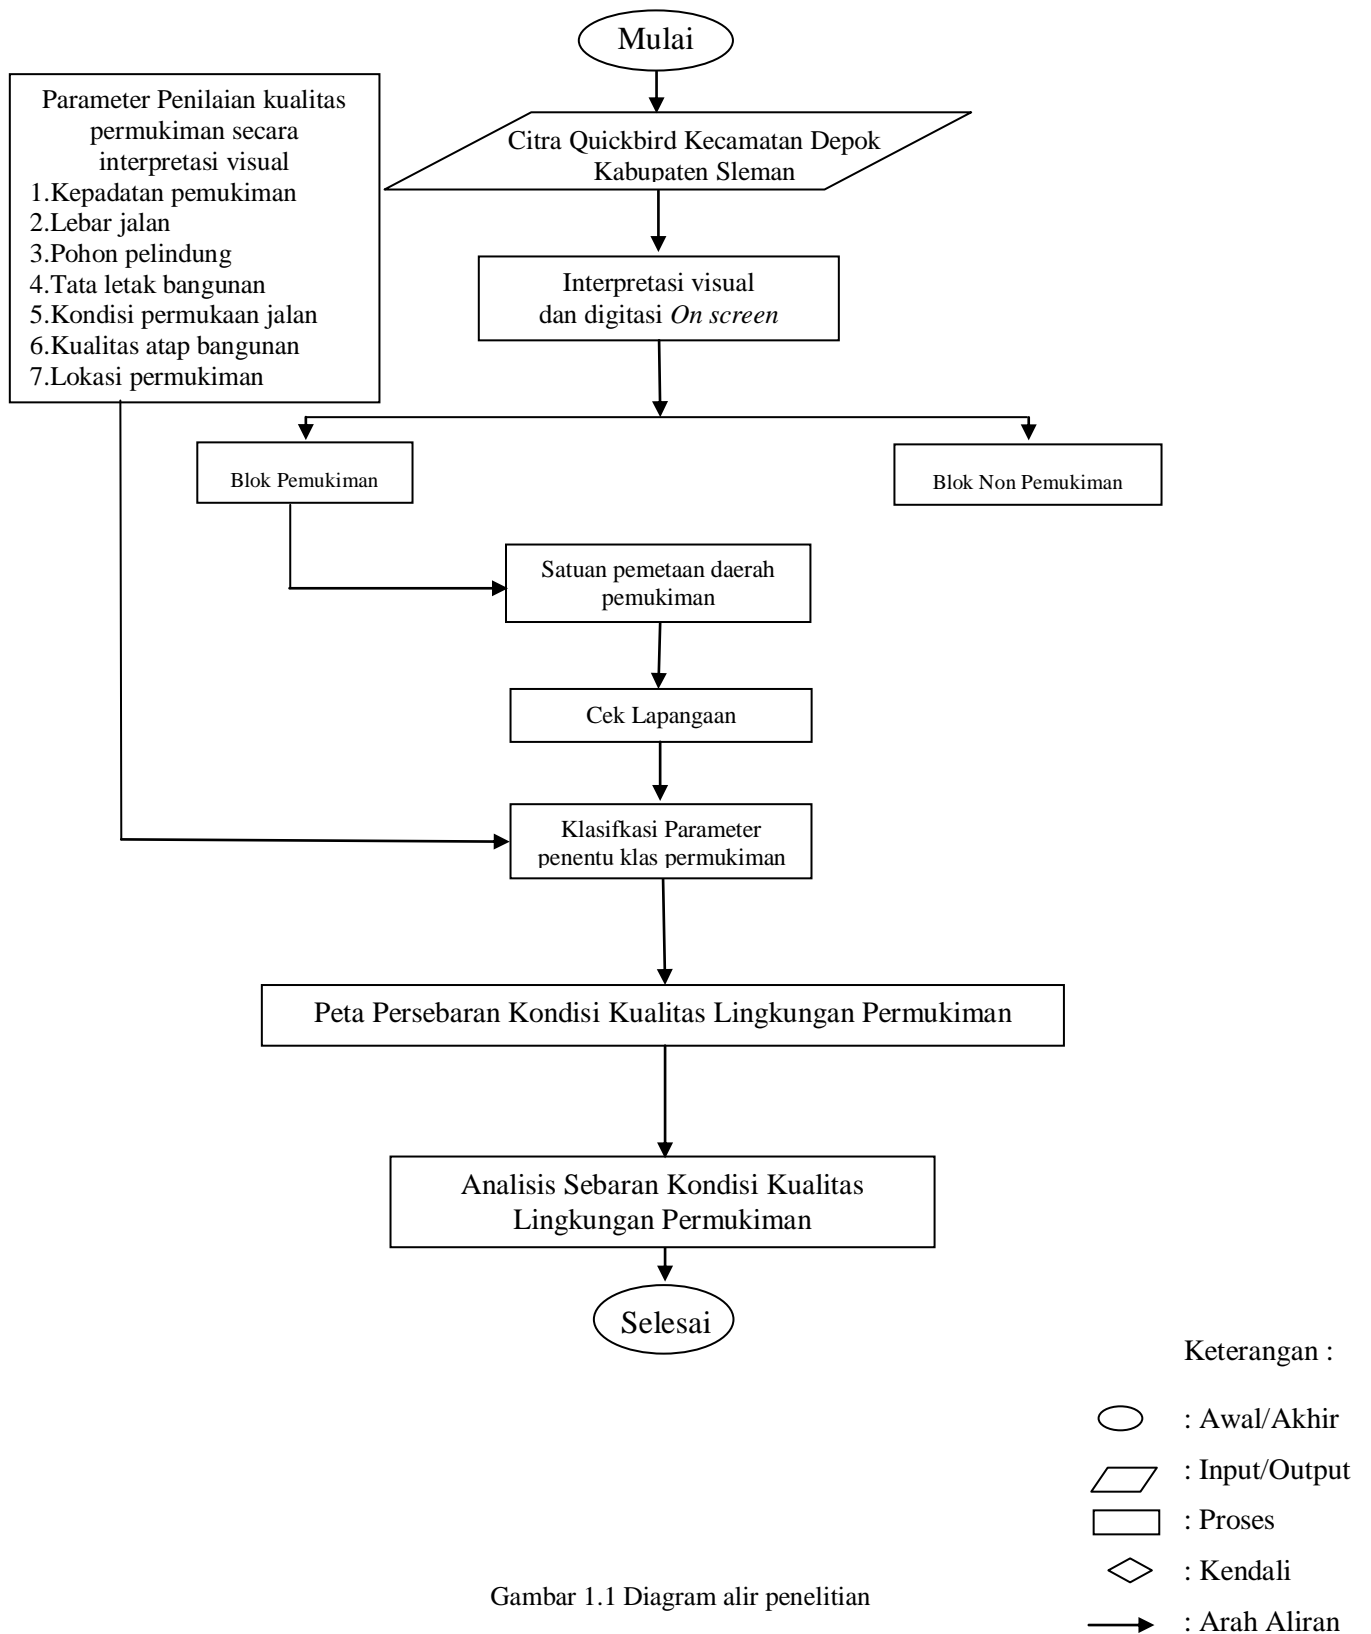 Mulai
Parameter Penilaian kualitas
permukiman secara
interpretasi visual
1.Kepadatan pemukiman
2.Lebar jalan
3.Pohon pelindung
4.Tata letak bangunan
5.Kondisi permukaan jalan
6.Kualitas atap bangunan
7.Lokasi permukiman
Citra Quickbird Kecamatan Depok
Kabupaten Sleman
Interpretasi visual
dan digitasi On screen
Blok Pemukiman
Blok Non Pemukiman
Satuan pemetaan daerah
pemukiman
Cek Lapangaan
Klasifkasi Parameter
penentu klas permukiman
Peta Persebaran Kondisi Kualitas Lingkungan Permukiman
Analisis Sebaran Kondisi Kualitas
Lingkungan Permukiman
Selesai
Keterangan :
: Awal/Akhir
: Input/Output
: Proses
: Kendali
: Arah Aliran
Gambar 1.1 Diagram alir penelitian